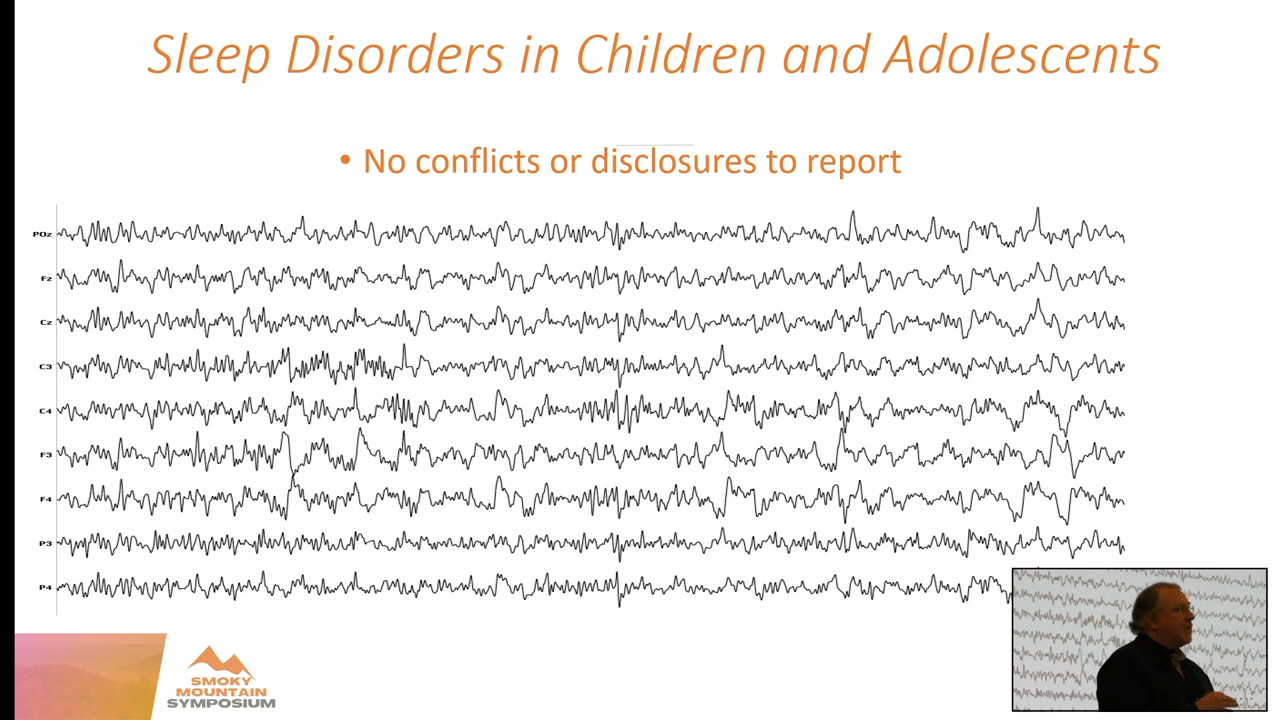 Sleep Disorders in Children and Adolescents
• No conflicts or disclosures to report
POz
Fz
Cz
C3
C4
F3
F4
P3
P4
SMOKY
MOUNTAIN
SYMPOSIUM